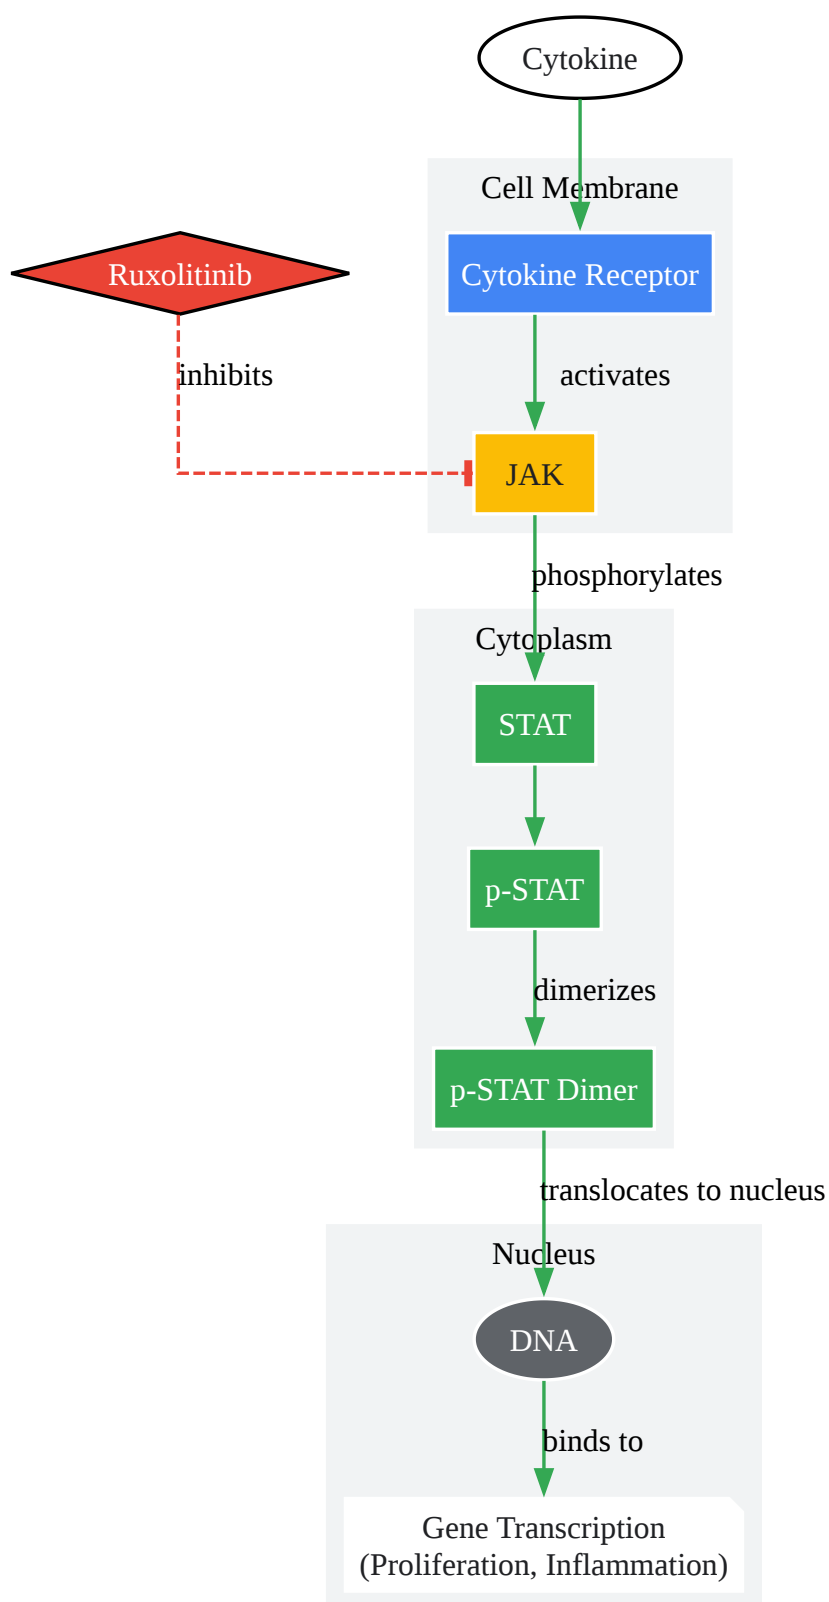 Cytokine
Cell Membrane
Ruxolitinib
Cytokine Receptor
inhibits
activates
JAK
phosphorylates
Cytoplasm
STAT
p-STAT
dimerizes
p-STAT Dimer
translocates to nucleus
Nucleus
DNA
binds to
Gene Transcription
(Proliferation, Inflammation)